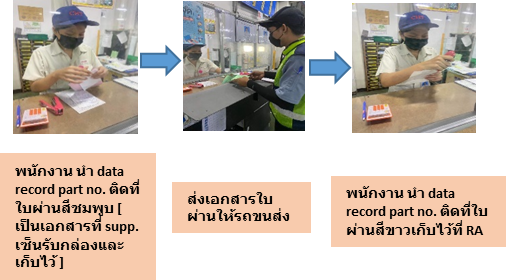 พนักงาน นำ data
record part no. ติดที่
ใบผ่านสีชมพูบ [
เป็นเอกสารที่ supp.
เซ็นรับกล่องและ
เก็บไว้ ]
ส่งเอกสารใบ
ผ่านให้รถขนส่ง
พนักงาน นำ data
record part no. ติดที่ใบ
ผ่านสีขาวเก็บไว้ที่ RA